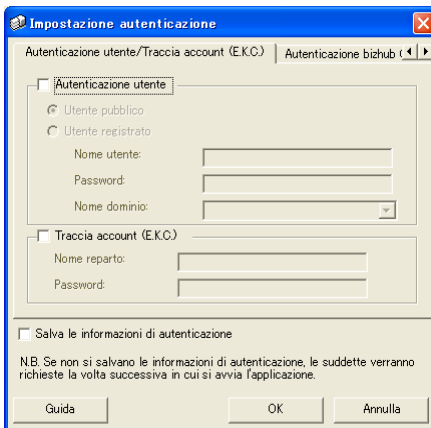 Impostazione autenticazione
Autenticazione utente/Traccia account (E.K.C.) Autenticazione bizhub
Autenticazione utente
Utente pubblico
Utente registrato
Nome utente:
Password:
Nome dominio:
Traccia account (E.K.C.)
Nome reparto:
Password:
Salva le informazioni di autenticazione
N.B. Se non si salvano le informazioni di autenticazione, le suddette verranno
richieste la volta successiva in cui si avvia l'applicazione.
Guida OK Annulla